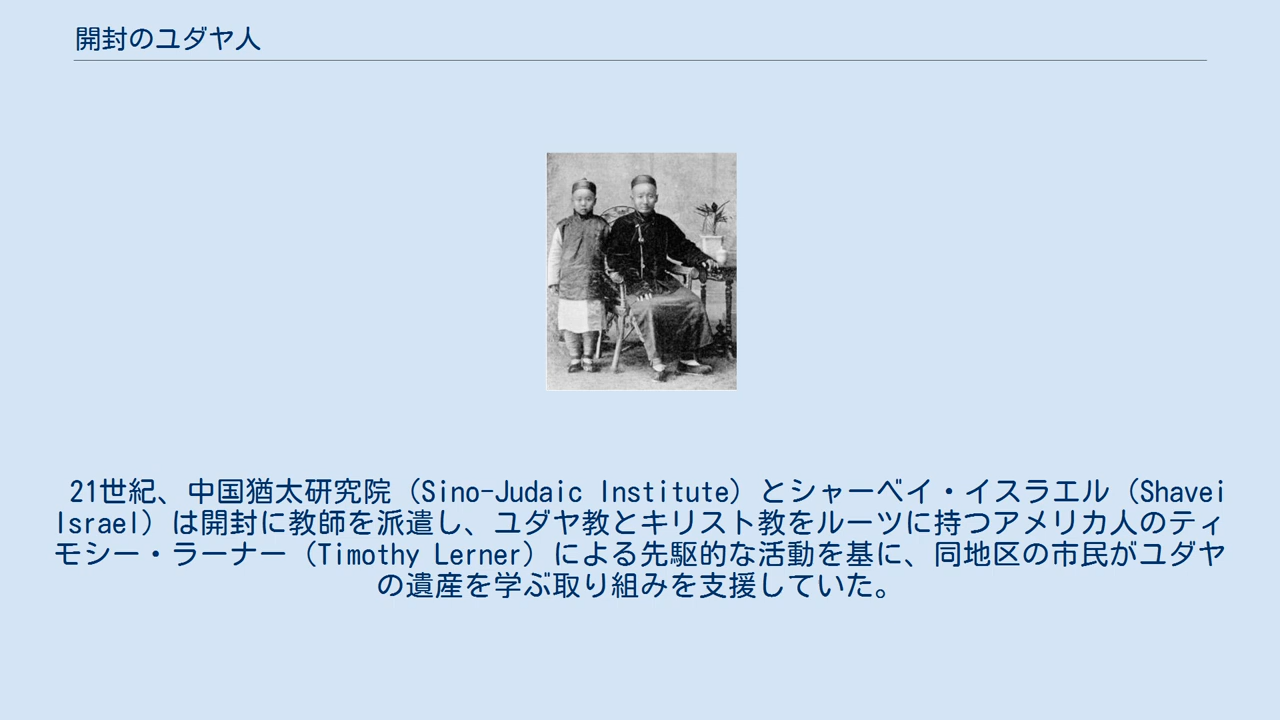 開封のユダヤ人
21世紀、中国猶太研究院（Sino-Judaic Institute）とシャーベイ・イスラエル（Shavei
Israel）は開封に教師を派遣し、ユダヤ教とキリスト教をルーツに持つアメリカ人のティ
モシー・ラーナー（Timothy Lerner）による先駆的な活動を基に、同地区の市民がユダヤ
の遺産を学ぶ取り組みを支援していた。